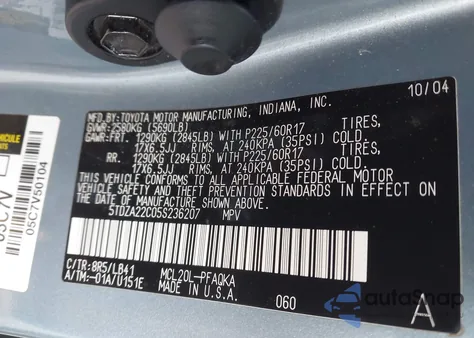 MFD.BY:TOYOTA MOTOR MANUFACTURING, INDIANA, INC. 10/04
GVWR:2580KG (5690LB)
GAWR:FRT. 1290KG (2845LB) WITH P225/60R17 TIRES,
17X6.5JJ RIMS, AT 240KPA (35PSI) COLD.
RR. 1290KG (2845LB) WITH P225/60R17 TIRES,
17X6.5JJ RIMS, AT 240KPA (35PSI) COLD.
THIS VEHICLE CONFORMS TO ALL APPLICABLE FEDERAL MOTOR
VEHICLE SAFETY AND THEFT PREVENTION STANDARDS IN EFFECT ON
THE DATE OF MANUFACTURE SHOWN ABOVE.
5TDZA22C05S236207 MPV
C/TR: 8R5/LB41 MCL20L-PFAQKA
A/TM:-01A/U151E MADE IN U.S.A. 060 A
05C7V50104
autoSnap